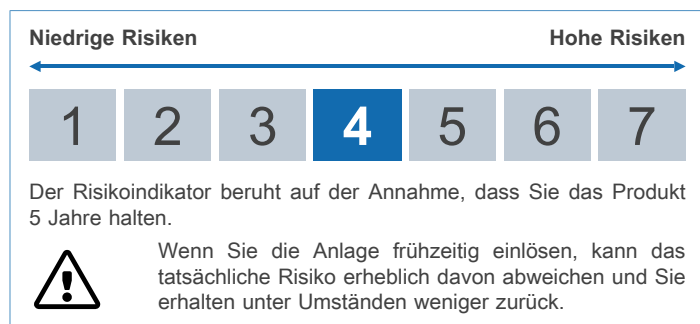 Niedrige Risiken Hohe Risiken
1 2 3 4 5 6 7
Der Risikoindikator beruht auf der Annahme, dass Sie das Produkt
5 Jahre halten.
Wenn Sie die Anlage frühzeitig einlösen, kann das
tatsächliche Risiko erheblich davon abweichen und Sie
erhalten unter Umständen weniger zurück.